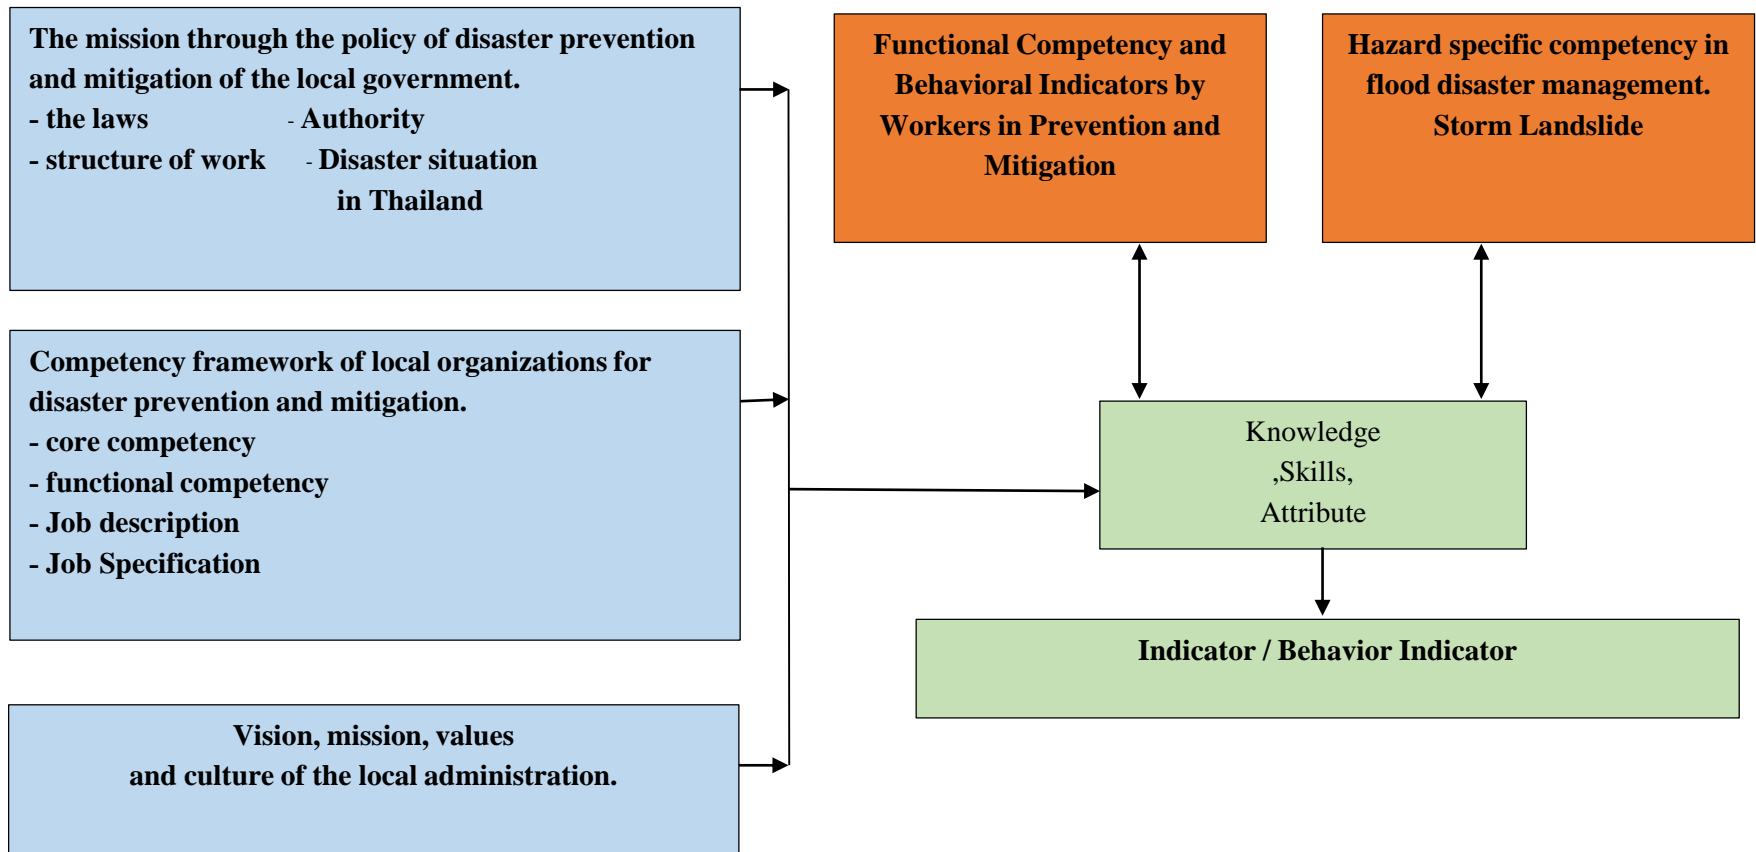 The mission through the policy of disaster prevention
and mitigation of the local government.
- the laws - Authority
- structure of work - Disaster situation
in Thailand
Competency framework of local organizations for
disaster prevention and mitigation.
- core competency
- functional competency
- Job description
- Job Specification
Vision, mission, values
and culture of the local administration.
Functional Competency and
Behavioral Indicators by
Workers in Prevention and
Mitigation
Hazard specific competency in
flood disaster management.
Storm Landslide
Knowledge
,Skills,
Attribute
Indicator / Behavior Indicator